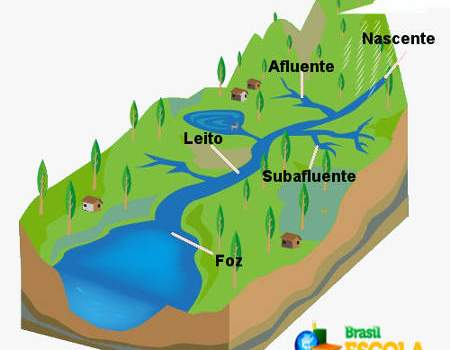 Nascente
Afluente
Leito
Subafluente
Foz
Brasil
ESCOLA